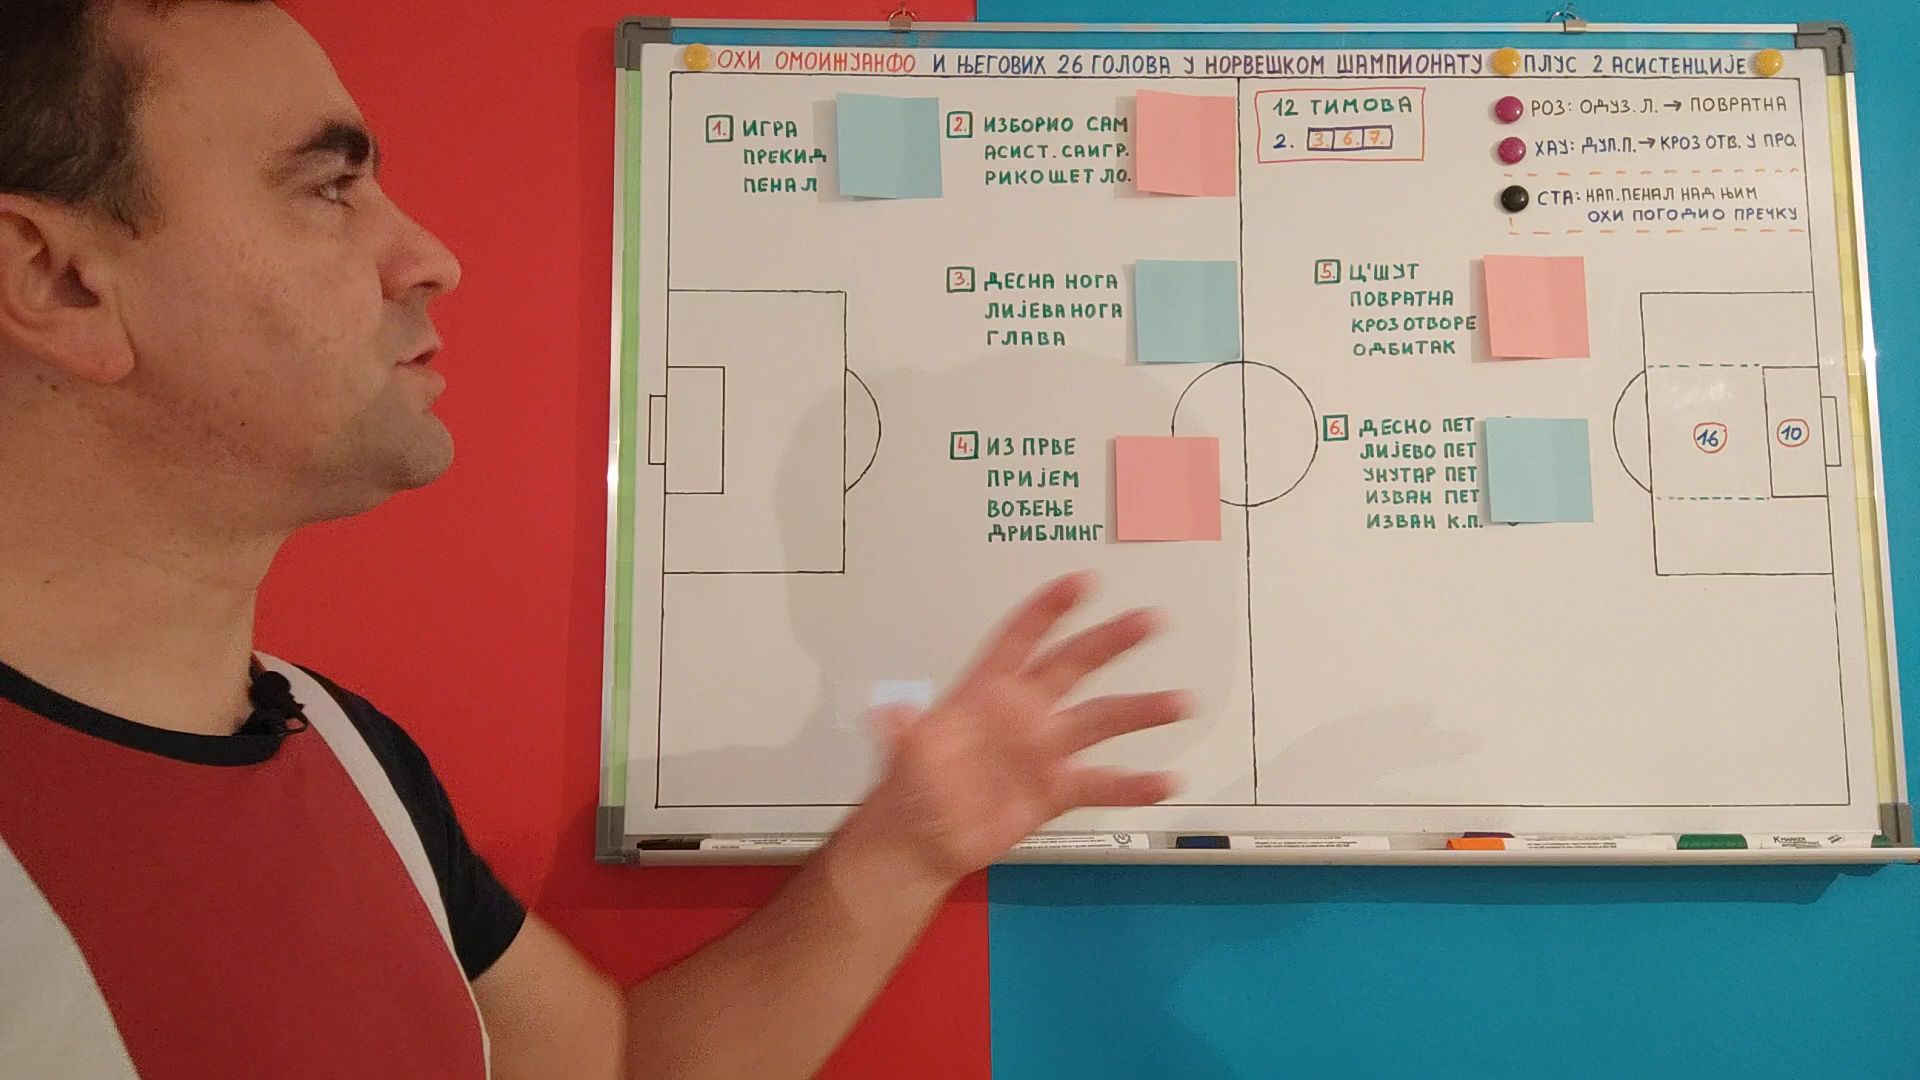 ОХИ ОМОИЖУАНФО И ЊЕГОВИХ 26 ГОЛОВА У НОРВЕШКОМ ШАМПИОНАТУ ПЛУС 2 АСИСТЕНЦИЈЕ
1. ИГРА
ПРЕКИД
ПЕНАЛ
2. ИЗБОРИО САМ
АСИСТ. САИГР.
РИКОШЕТ ЛО.
12 ТИМОВА
2. 3. 6. 7.
РОЗ: ОДУЗ. Л. → ПОВРАТНА
ХАУ: ДУП.П. → КРОЗ ОТВ. У ПРО.
СТА: НАП. ПЕНАЛ НАД ЊИМ
ОХИ ПОГОДИО ПРЕЧКУ
3. ДЕСНА НОГА
ЛИЈЕВА НОГА
ГЛАВА
4. ИЗ ПРВЕ
ПРИЈЕМ
ВОЂЕЊЕ
ДРИБЛИНГ
5. Ц'ШУТ
ПОВРАТНА
КРОЗ ОТВОРЕ
ОДБИТАК
6. ДЕСНО ПЕТ
ЛИЈЕВО ПЕТ
УНУТАР ПЕТ
ИЗВАН ПЕТ
ИЗВАН К.П.
16
10
K MARKER